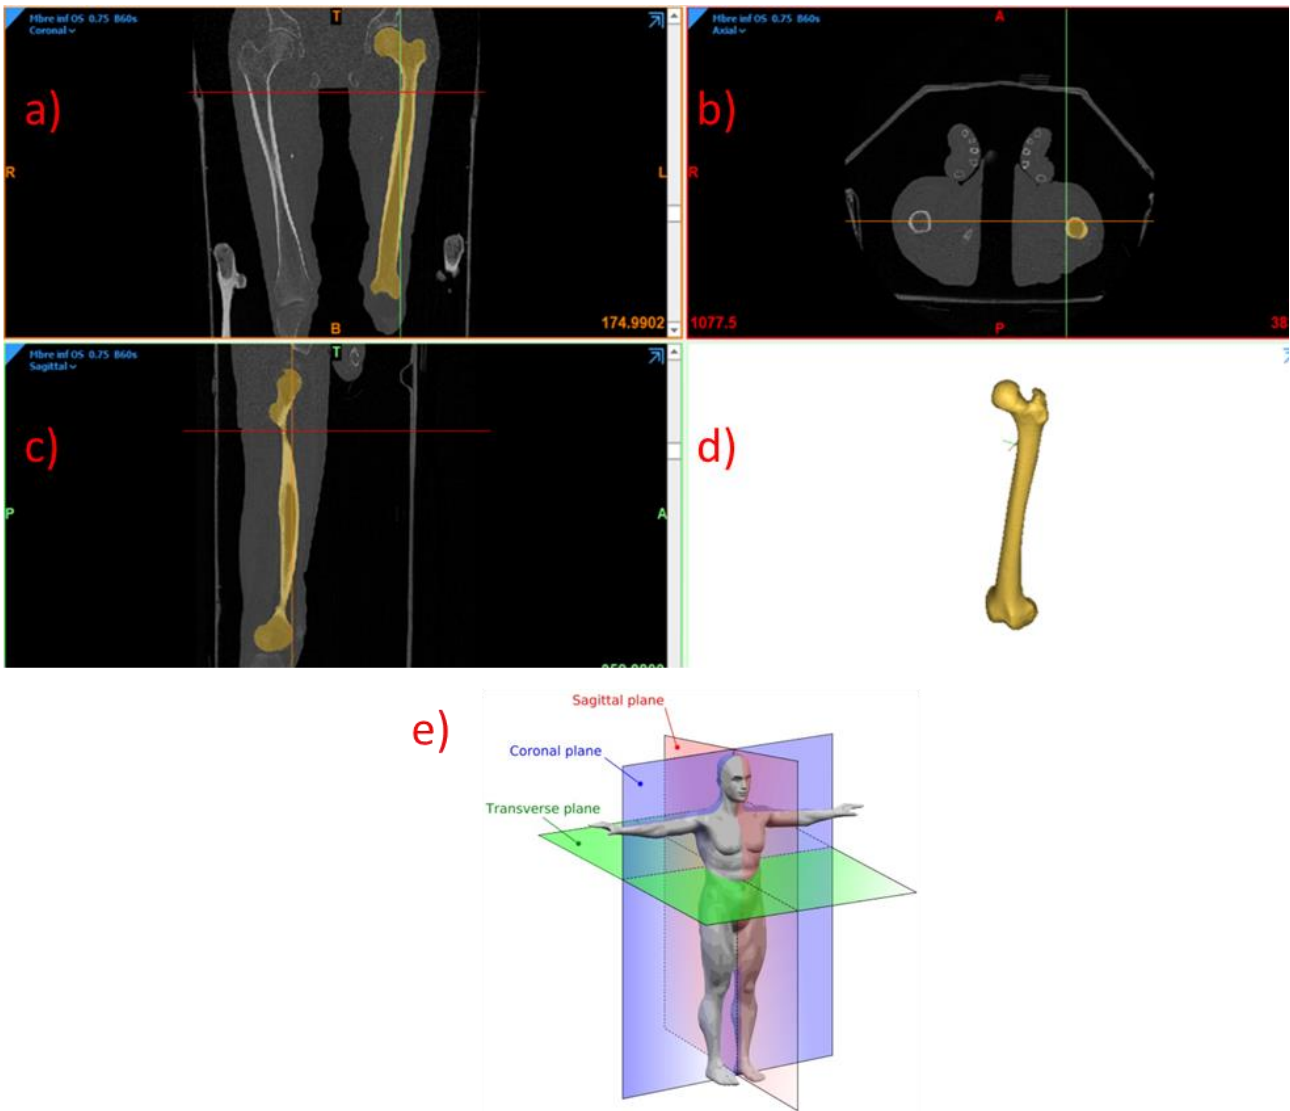 Mbre inf OS 0.75 B60s
Coronal
T
a)
R
L
B
174.9902
Mbre inf OS 0.75 B60s
Axial
A
b)
R
1077.5
P
38
Mbre inf OS 0.75 B60s
Sagittal
T
c)
P
A
d)
e)
Sagittal plane
Coronal plane
Transverse plane